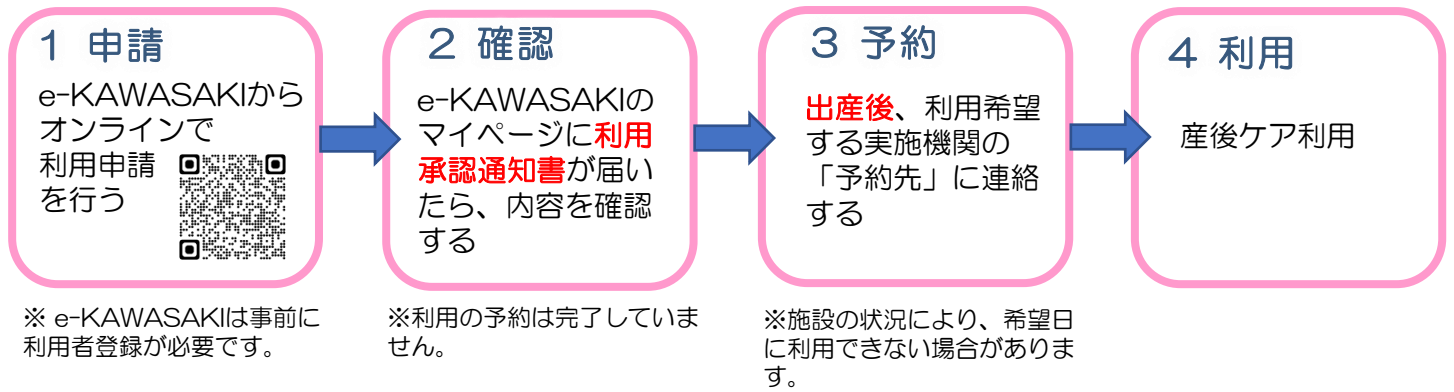 １ 申請
e-KAWASAKIから
オンラインで
利用申請
を行う
※ e-KAWASAKIは事前に
利用者登録が必要です。
２ 確認
e-KAWASAKIの
マイページに利用
承認通知書が届い
たら、内容を確認
する
※利用の予約は完了していま
せん。
３ 予約
出産後、利用希望
する実施機関の
「予約先」に連絡
する
※施設の状況により、希望日
に利用できない場合がありま
す。
４ 利用
産後ケア利用